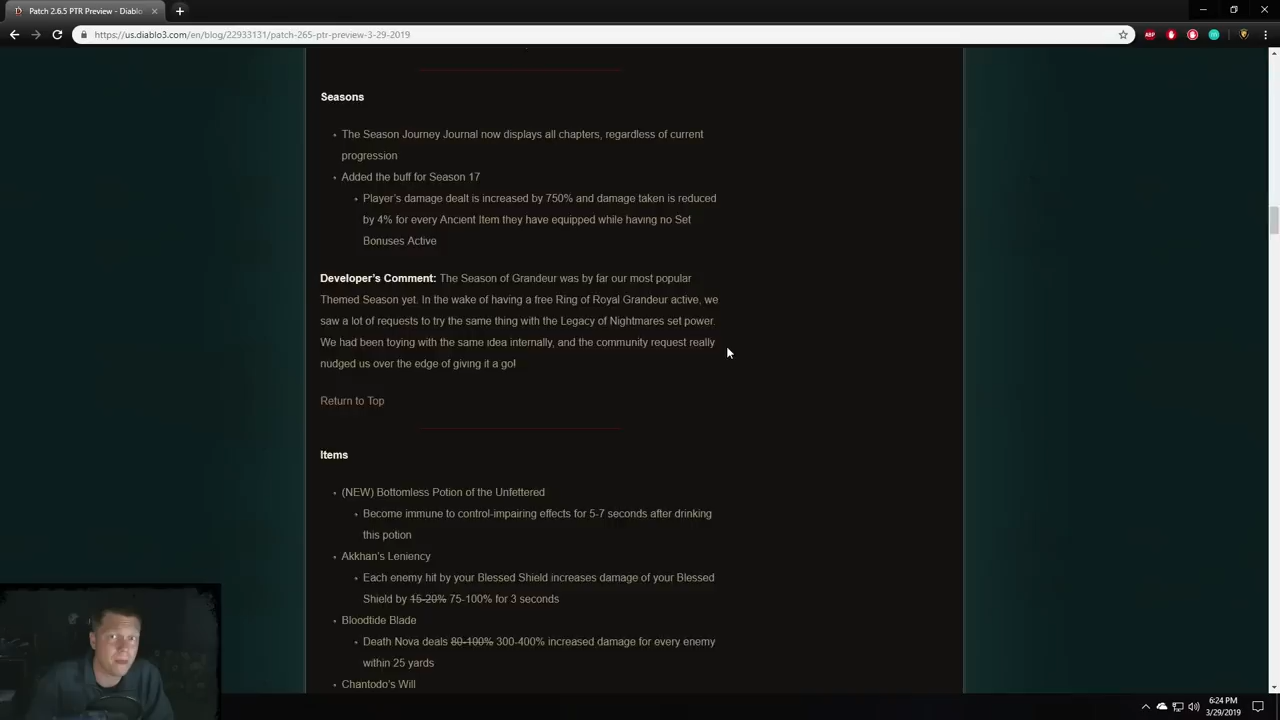 Patch 2.6.5 PTR Preview - Diablo
https://us.diablo3.com/en/blog/22933131/patch-265-ptr-preview-3-29-2019
ABP
Seasons
The Season Journey Journal now displays all chapters, regardless of current
progression
Added the buff for Season 17
Player's damage dealt is increased by 750% and damage taken is reduced
by 4% for every Ancient Item they have equipped while having no Set
Bonuses Active
Developer's Comment: The Season of Grandeur was by far our most popular
Themed Season yet. In the wake of having a free Ring of Royal Grandeur active, we
saw a lot of requests to try the same thing with the Legacy of Nightmares set power.
We had been toying with the same idea internally, and the community request really
nudged us over the edge of giving it a go!
Return to Top
Items
(NEW) Bottomless Potion of the Unfettered
Become immune to control-impairing effects for 5-7 seconds after drinking
this potion
Akkhan's Leniency
Each enemy hit by your Blessed Shield increases damage of your Blessed
Shield by 15-20% 75-100% for 3 seconds
Bloodtide Blade
Death Nova deals 80-100% 300-400% increased damage for every enemy
within 25 yards
Chantodo's Will
6:24 PM
3/29/2019